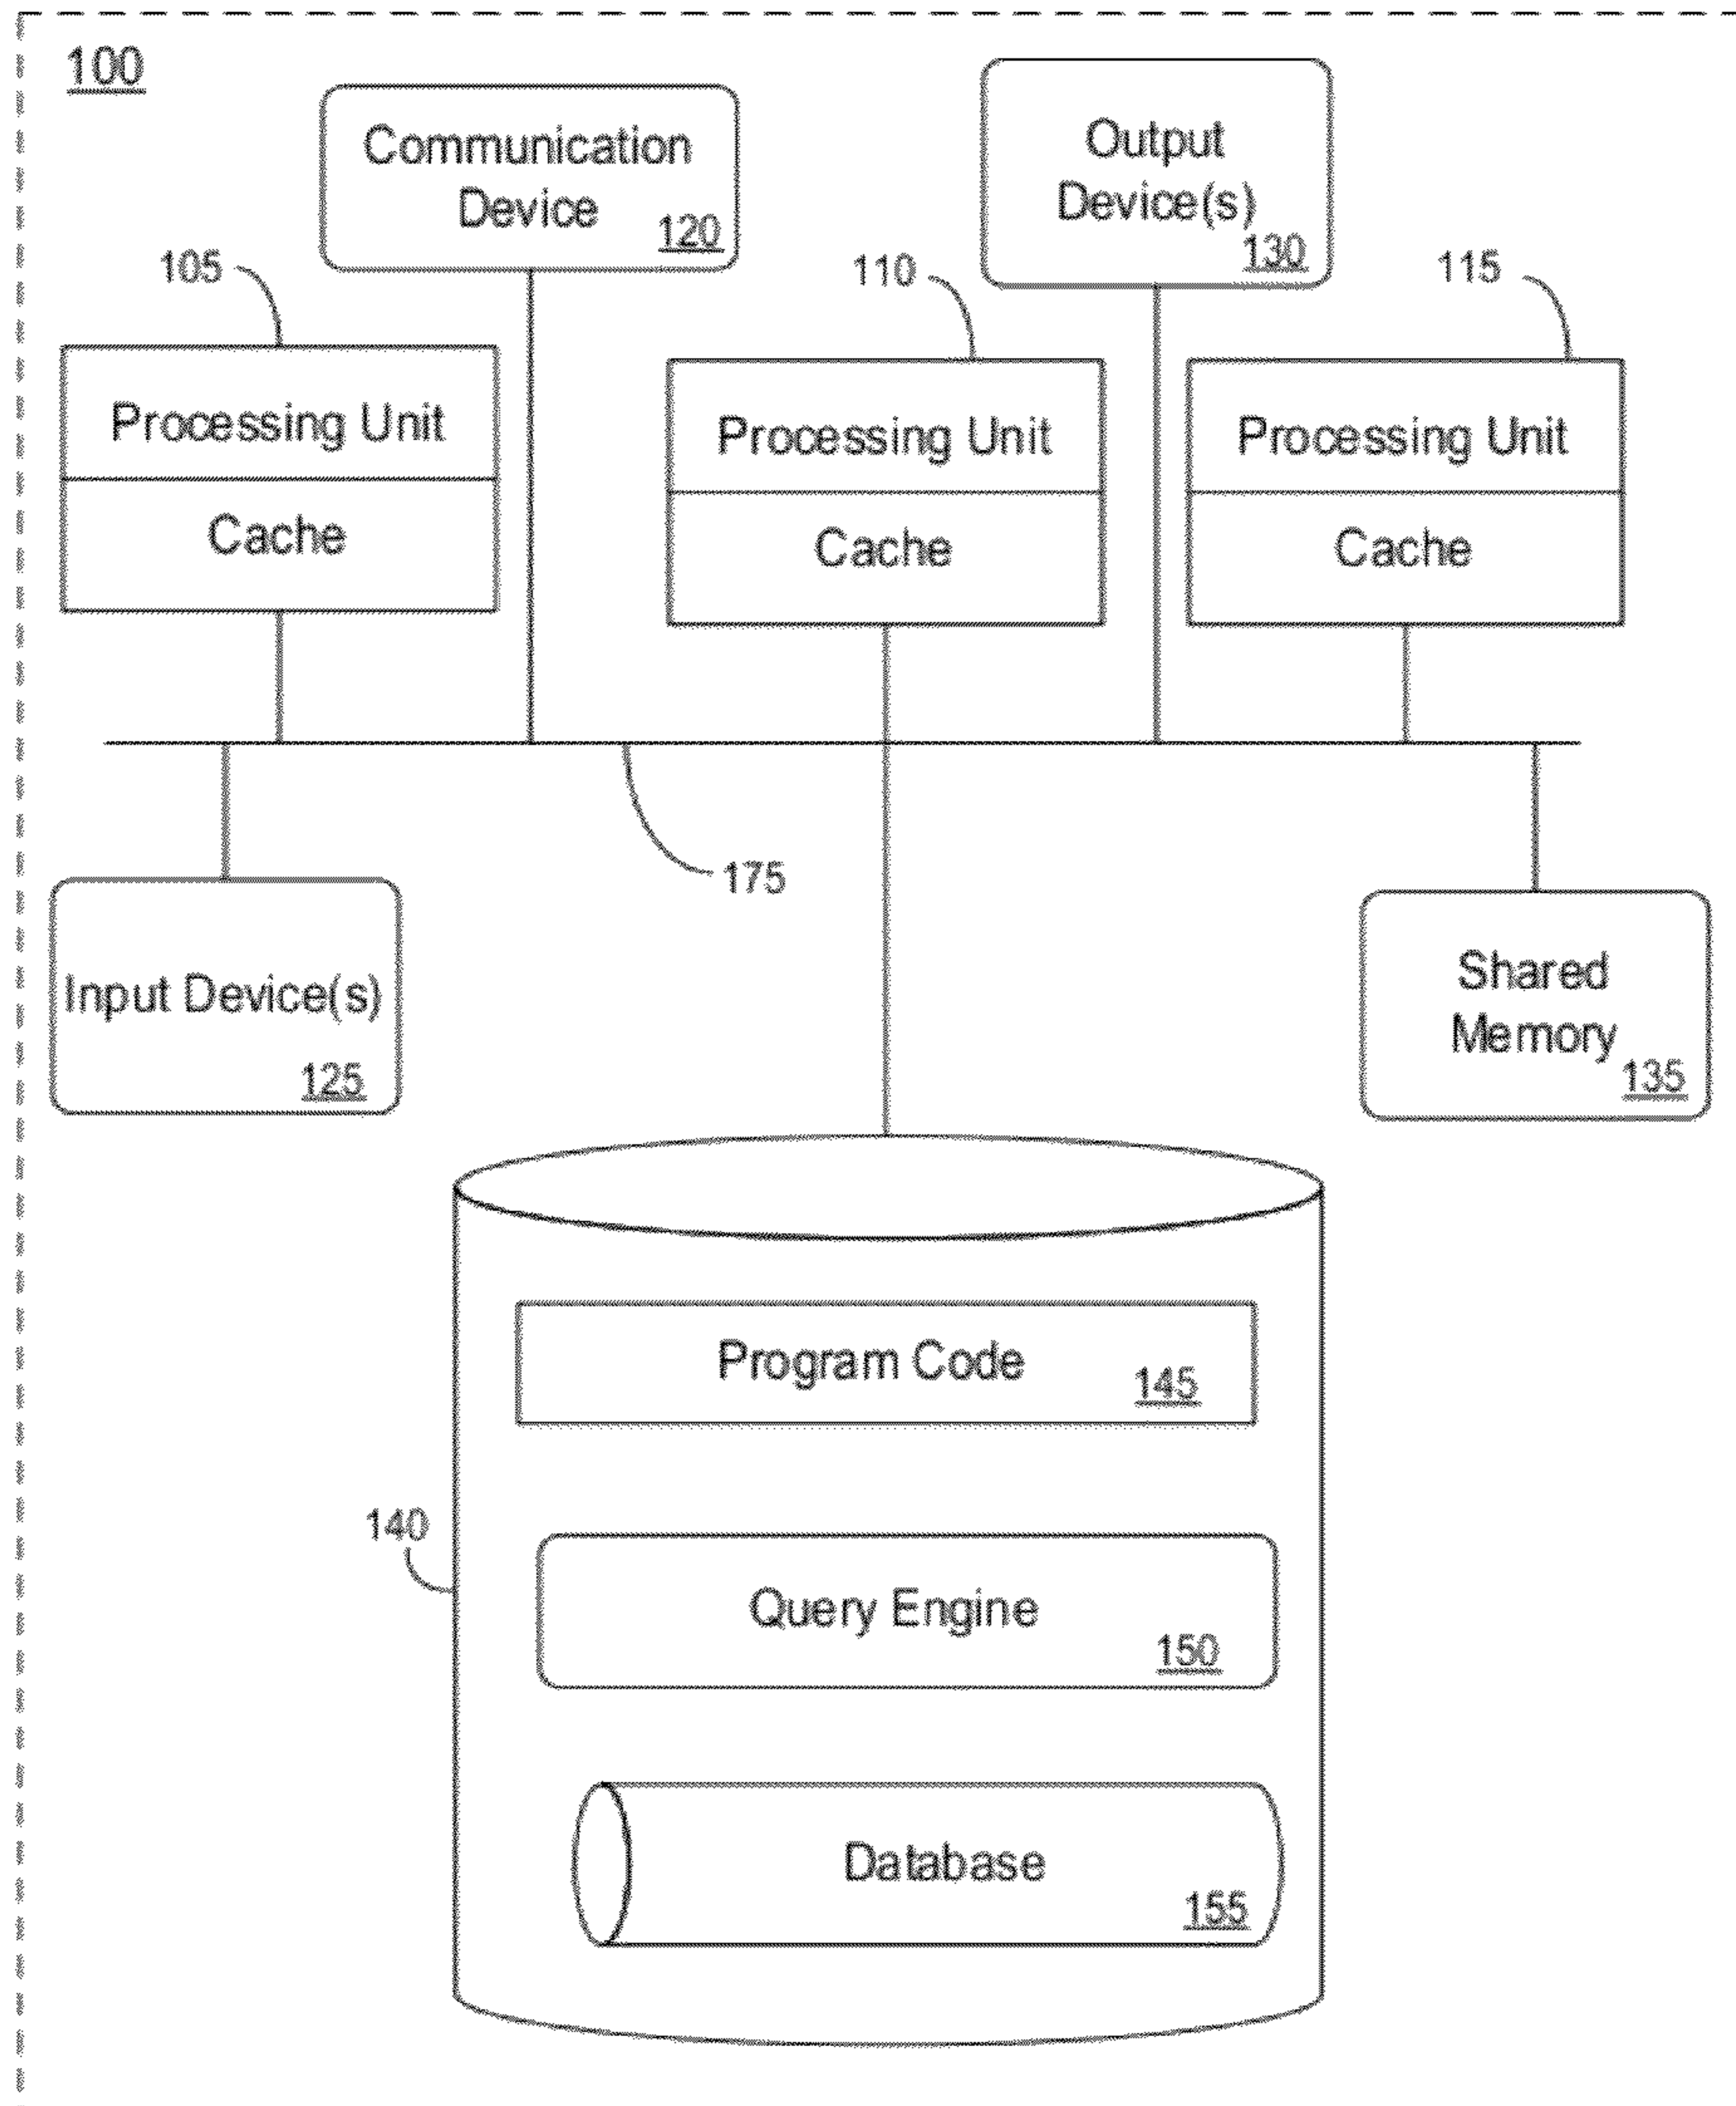 100
Communication
Device
120
Output
Device(s)
130
105
110
115
Processing Unit
Cache
Processing Unit
Cache
Processing Unit
Cache
175
Input Device(s)
125
Shared
Memory
135
Program Code
145
140
Query Engine
150
Database
155